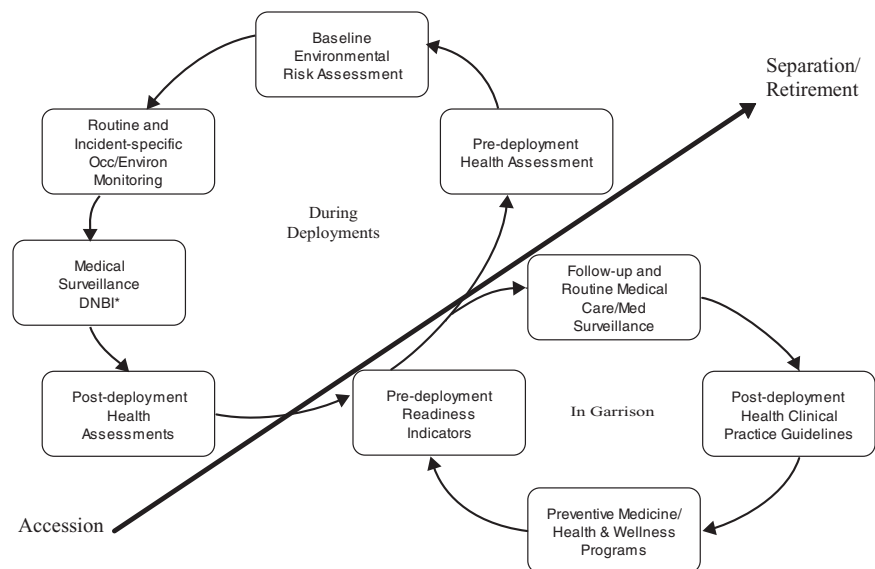 Baseline
Environmental
Risk Assessment
Separation/
Retirement
Routine and
Incident-specific
Occ/Environ
Monitoring
Pre-deployment
Health Assessment
During
Deployments
Medical
Surveillance
DNBI*
Follow-up and
Routine Medical
Care/Med
Surveillance
Post-deployment
Health
Assessments
Pre-deployment
Readiness
Indicators
In Garrison
Post-deployment
Health Clinical
Practice Guidelines
Accession
Preventive Medicine/
Health & Wellness
Programs